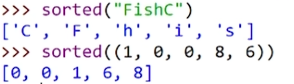 >>> sorted("FishC")
['C', 'F', 'h', 'i', 's']
>>> sorted((1, 0, 0, 8, 6))
[0, 0, 1, 6, 8]